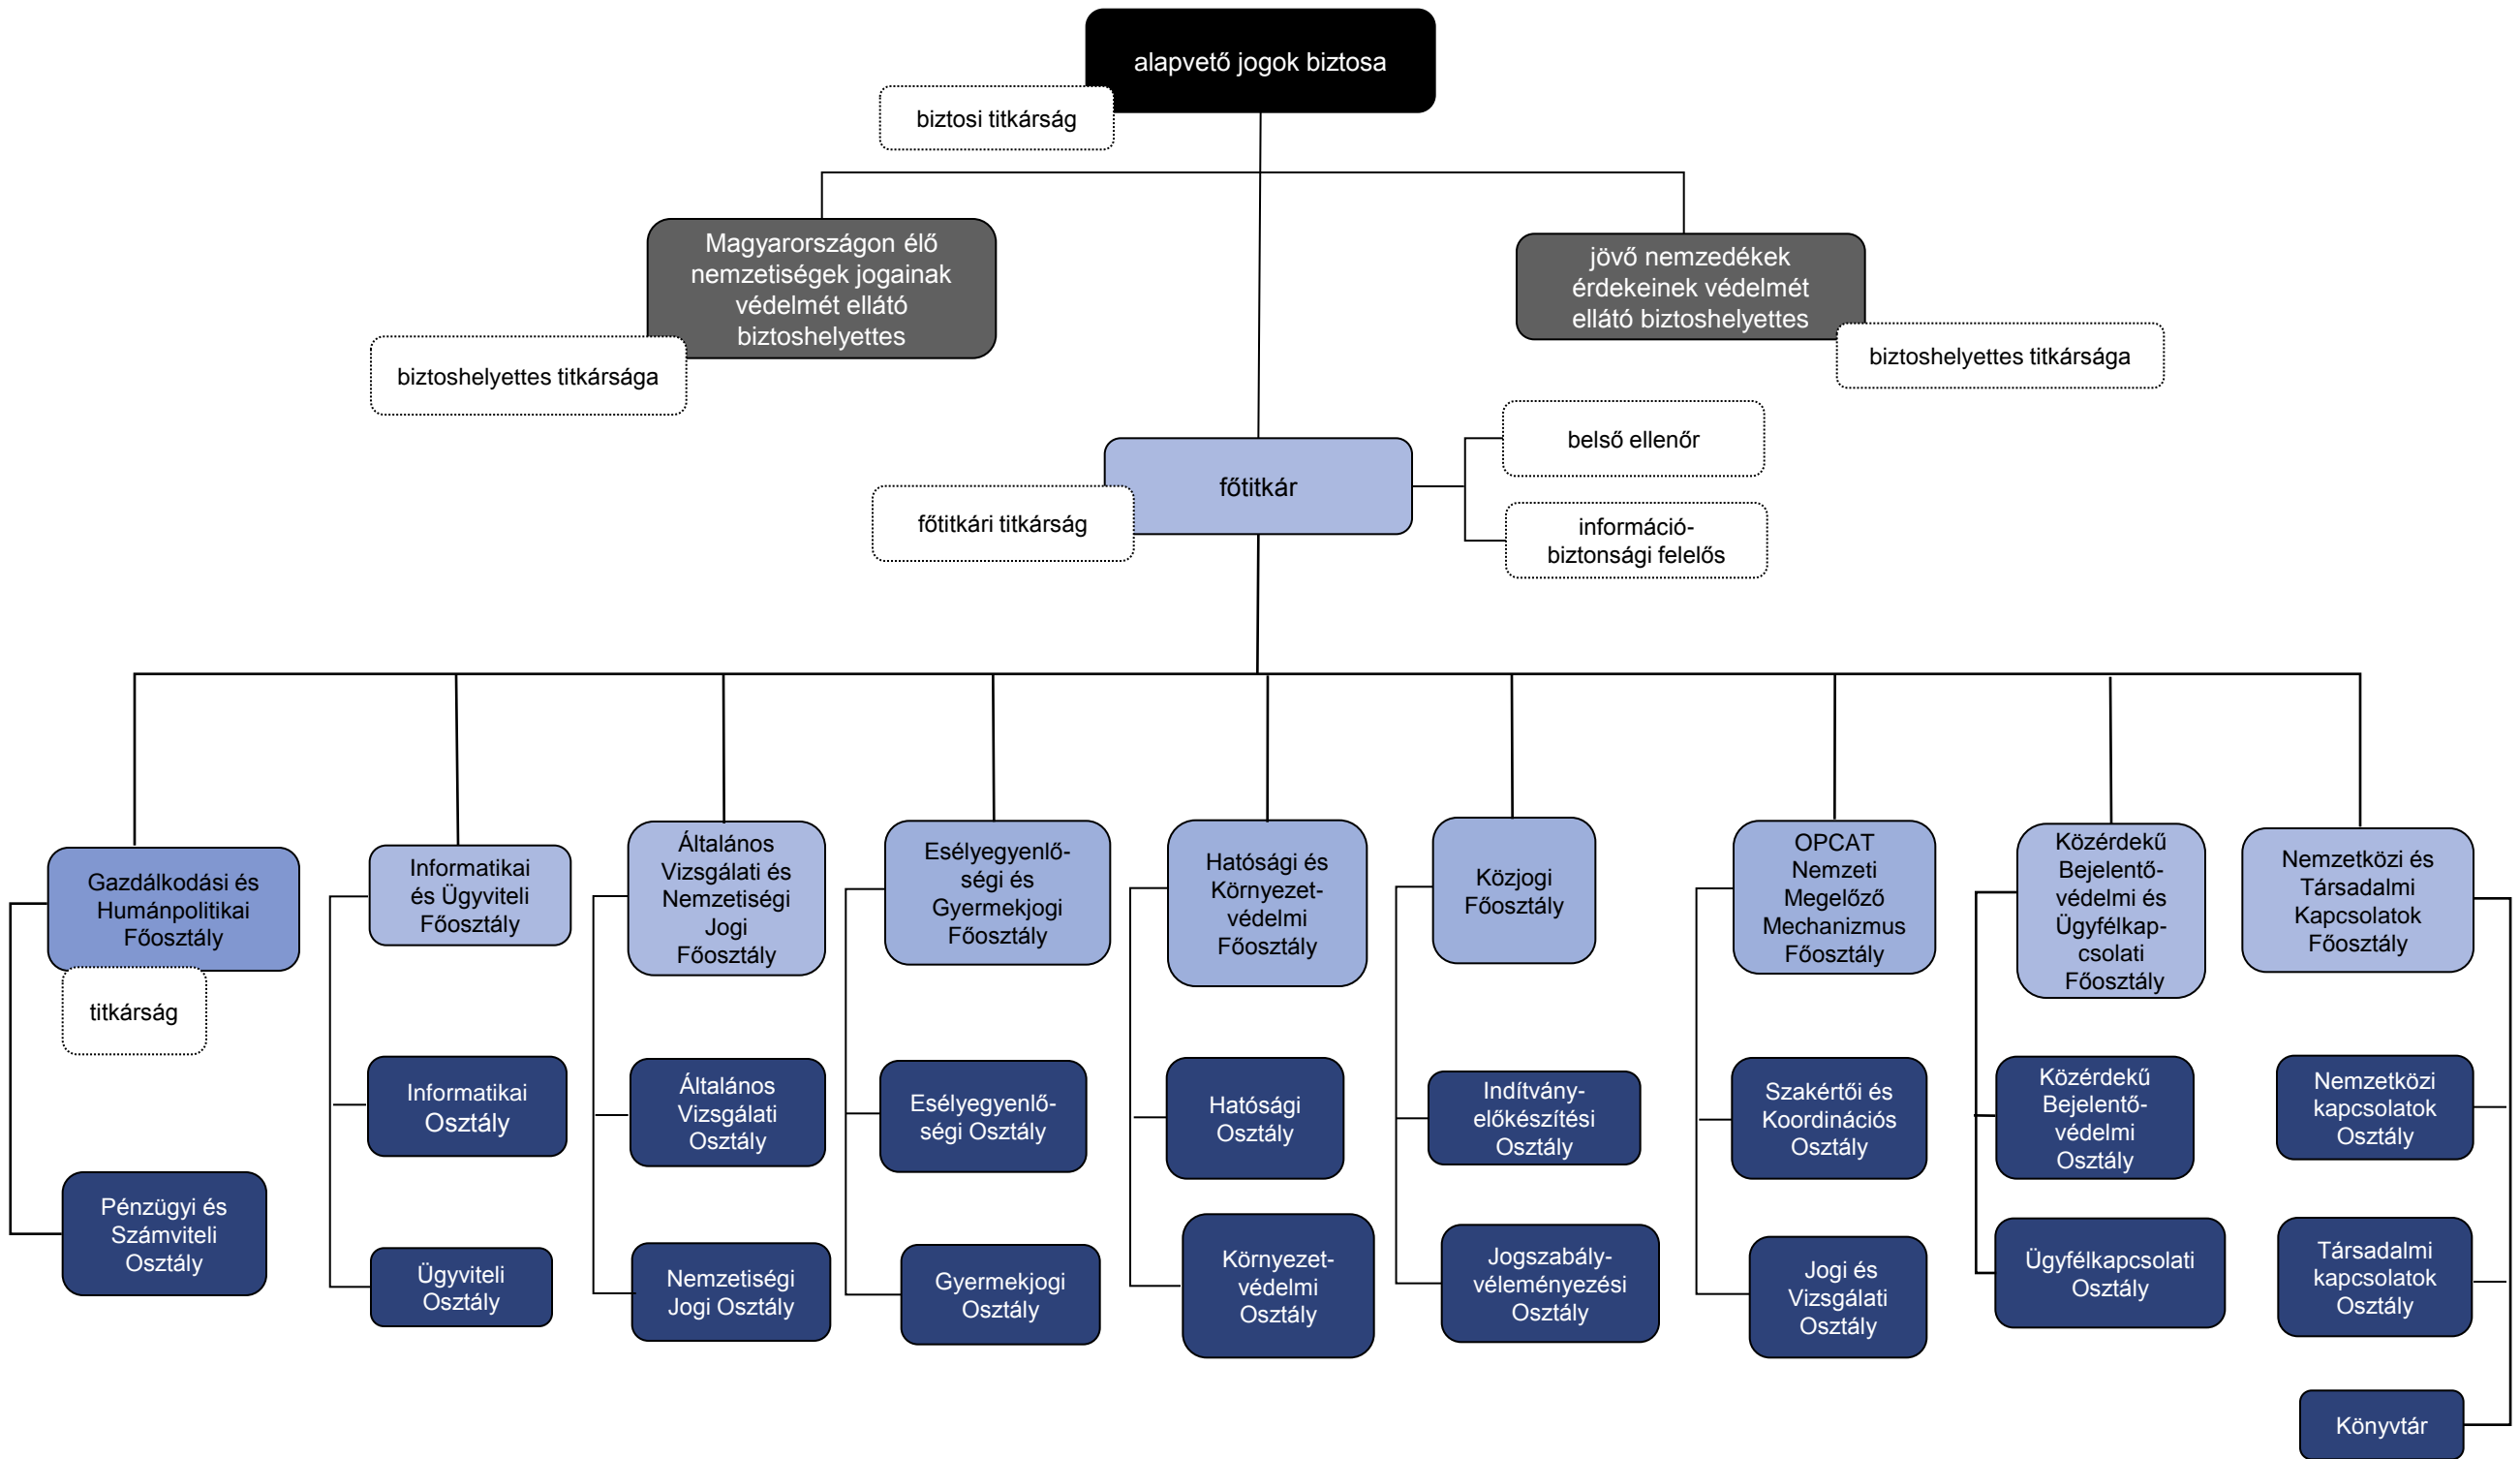 alapvető jogok biztosa
biztosi titkárság
Magyarországon élő
nemzetiségek jogainak
védelmét ellátó
biztoshelyettes
biztoshelyettes titkársága
jövő nemzedékek
érdekeinek védelmét
ellátó biztoshelyettes
biztoshelyettes titkársága
főtitkár
főtitkári titkárság
belső ellenőr
információ-
biztonsági felelős
Gazdálkodási és
Humánpolitikai
Főosztály
titkárság
Pénzügyi és
Számviteli
Osztály
Informatikai
és Ügyviteli
Főosztály
Informatikai
Osztály
Ügyviteli
Osztály
Általános
Vizsgálati és
Nemzetiségi
Jogi
Főosztály
Általános
Vizsgálati
Osztály
Nemzetiségi
Jogi Osztály
Esélyegyenlő-
ségi és
Gyermekjogi
Főosztály
Esélyegyenlő-
ségi Osztály
Gyermekjogi
Osztály
Hatósági és
Környezet-
védelmi
Főosztály
Hatósági
Osztály
Környezet-
védelmi
Osztály
Közjogi
Főosztály
Indítvány-
előkészítési
Osztály
Jogszabály-
véleményezési
Osztály
OPCAT
Nemzeti
Megelőző
Mechanizmus
Főosztály
Szakértői és
Koordinációs
Osztály
Jogi és
Vizsgálati
Osztály
Közérdekű
Bejelentő-
védelmi és
Ügyfélkap-
csolati
Főosztály
Közérdekű
Bejelentő-
védelmi
Osztály
Ügyfélkapcsolati
Osztály
Nemzetközi és
Társadalmi
Kapcsolatok
Főosztály
Nemzetközi
kapcsolatok
Osztály
Társadalmi
kapcsolatok
Osztály
Könyvtár